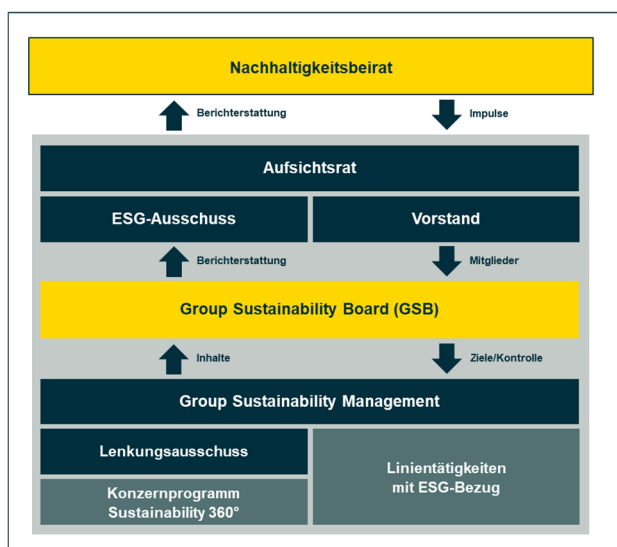 Nachhaltigkeitsbeirat
Berichterstattung
Impulse
Aufsichtsrat
ESG-Ausschuss
Vorstand
Berichterstattung
Mitglieder
Group Sustainability Board (GSB)
Inhalte
Ziele/Kontrolle
Group Sustainability Management
Lenkungsausschuss
Konzernprogramm
Sustainability 360°
Linientätigkeiten
mit ESG-Bezug